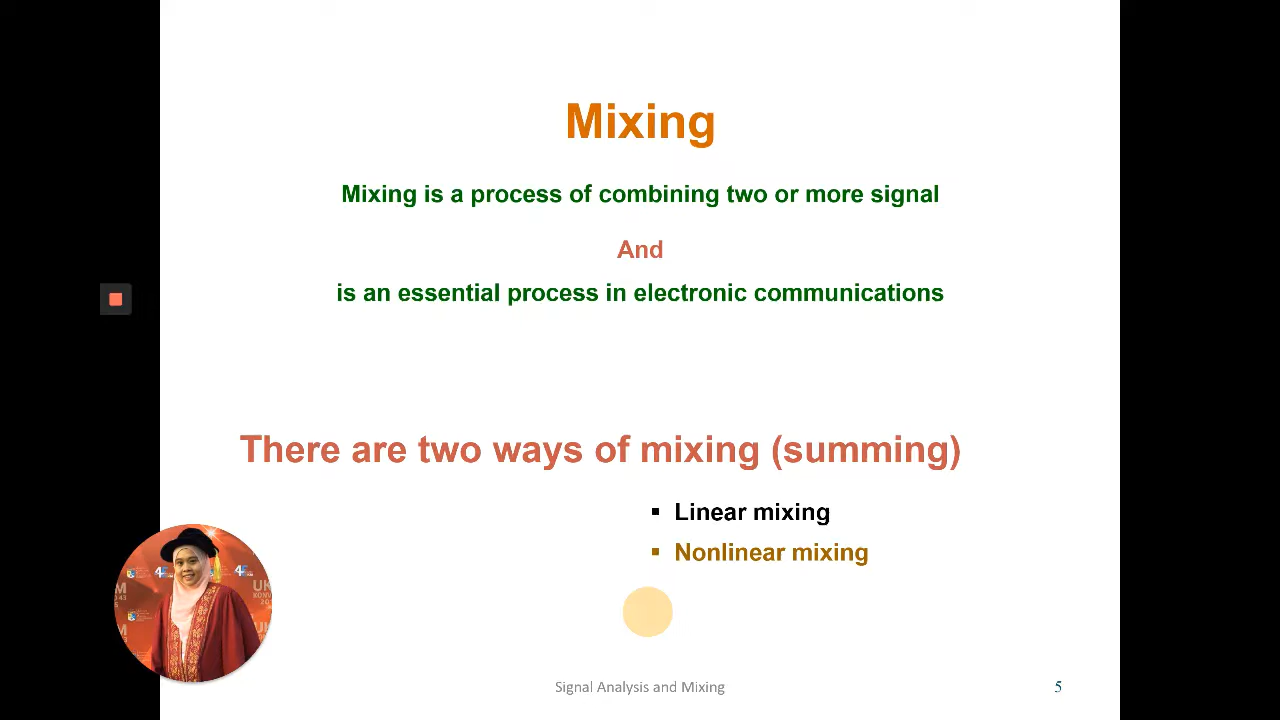 Mixing
Mixing is a process of combining two or more signal
And
is an essential process in electronic communications
There are two ways of mixing (summing)
▪ Linear mixing
▪ Nonlinear mixing
Signal Analysis and Mixing
5